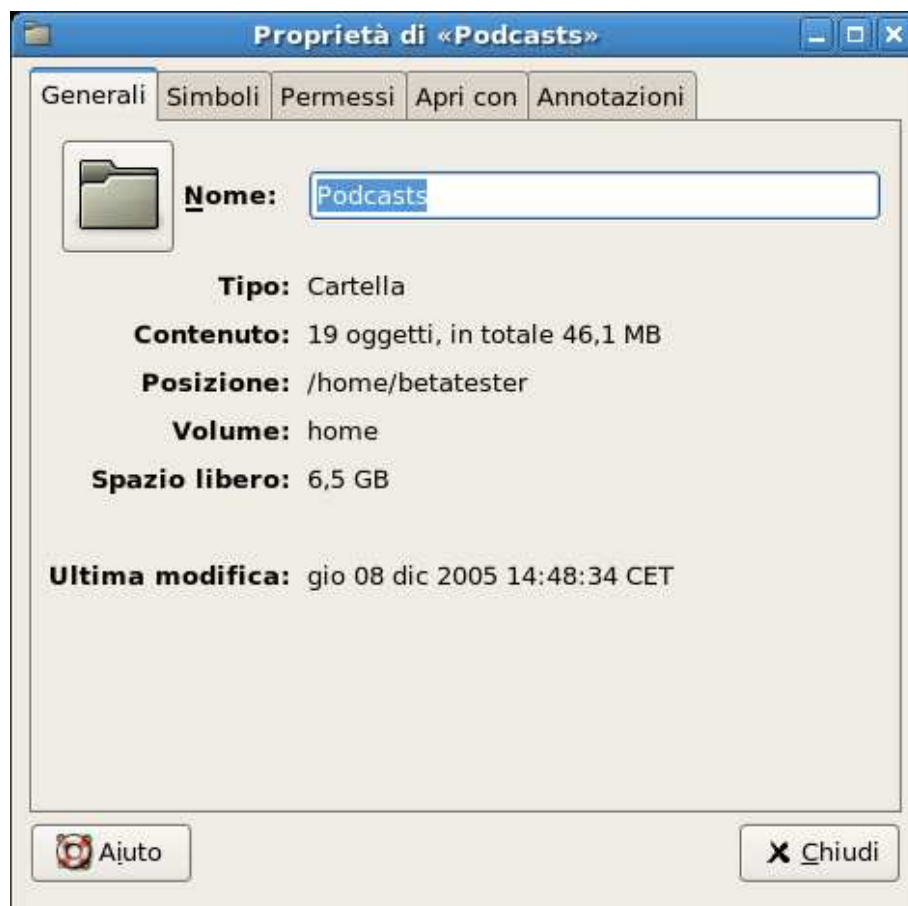 Proprietà di «Podcasts»
Generali Simboli Permessi Apri con Annotazioni
Nome: Podcasts
Tipo: Cartella
Contenuto: 19 oggetti, in totale 46,1 MB
Posizione: /home/betatester
Volume: home
Spazio libero: 6,5 GB
Ultima modifica: gio 08 dic 2005 14:48:34 CET
Aiuto Chiudi